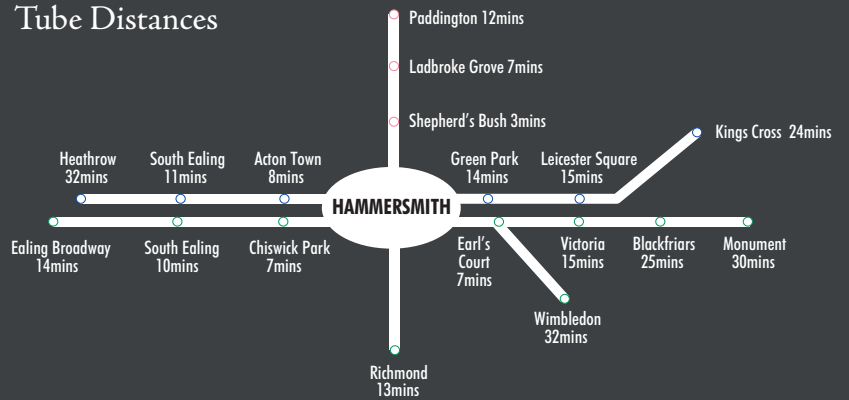 Tube Distances
Paddington 12mins
Ladbroke Grove 7mins
Shepherd's Bush 3mins
Kings Cross 24mins
Heathrow
32mins
South Ealing
11mins
Acton Town
8mins
Green Park
14mins
Leicester Square
15mins
HAMMERSMITH
Ealing Broadway
14mins
South Ealing
10mins
Chiswick Park
7mins
Earl's
Court
7mins
Victoria
15mins
Blackfriars
25mins
Monument
30mins
Wimbledon
32mins
Richmond
13mins